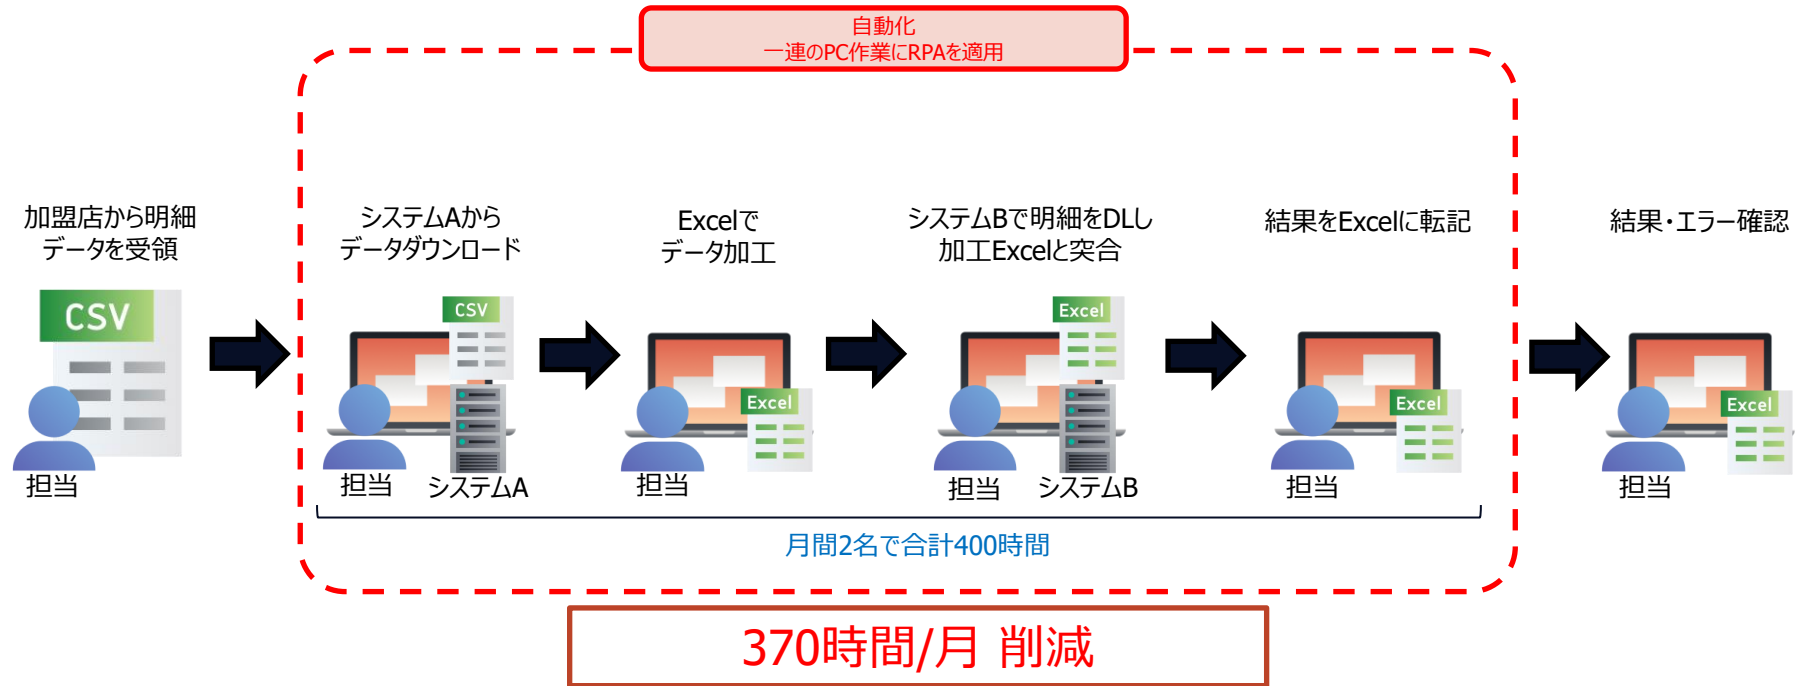 自動化
一連のPC作業にRPAを適用
加盟店から明細
データを受領
システムAから
データダウンロード
Excelで
データ加工
システムBで明細をDLし
加工Excelと突合
結果をExcelに転記
結果・エラー確認
CSV
CSV
Excel
Excel
Excel
Excel
担当
担当
システムA
担当
担当
システムB
担当
担当
月間2名で合計400時間
370時間/月 削減